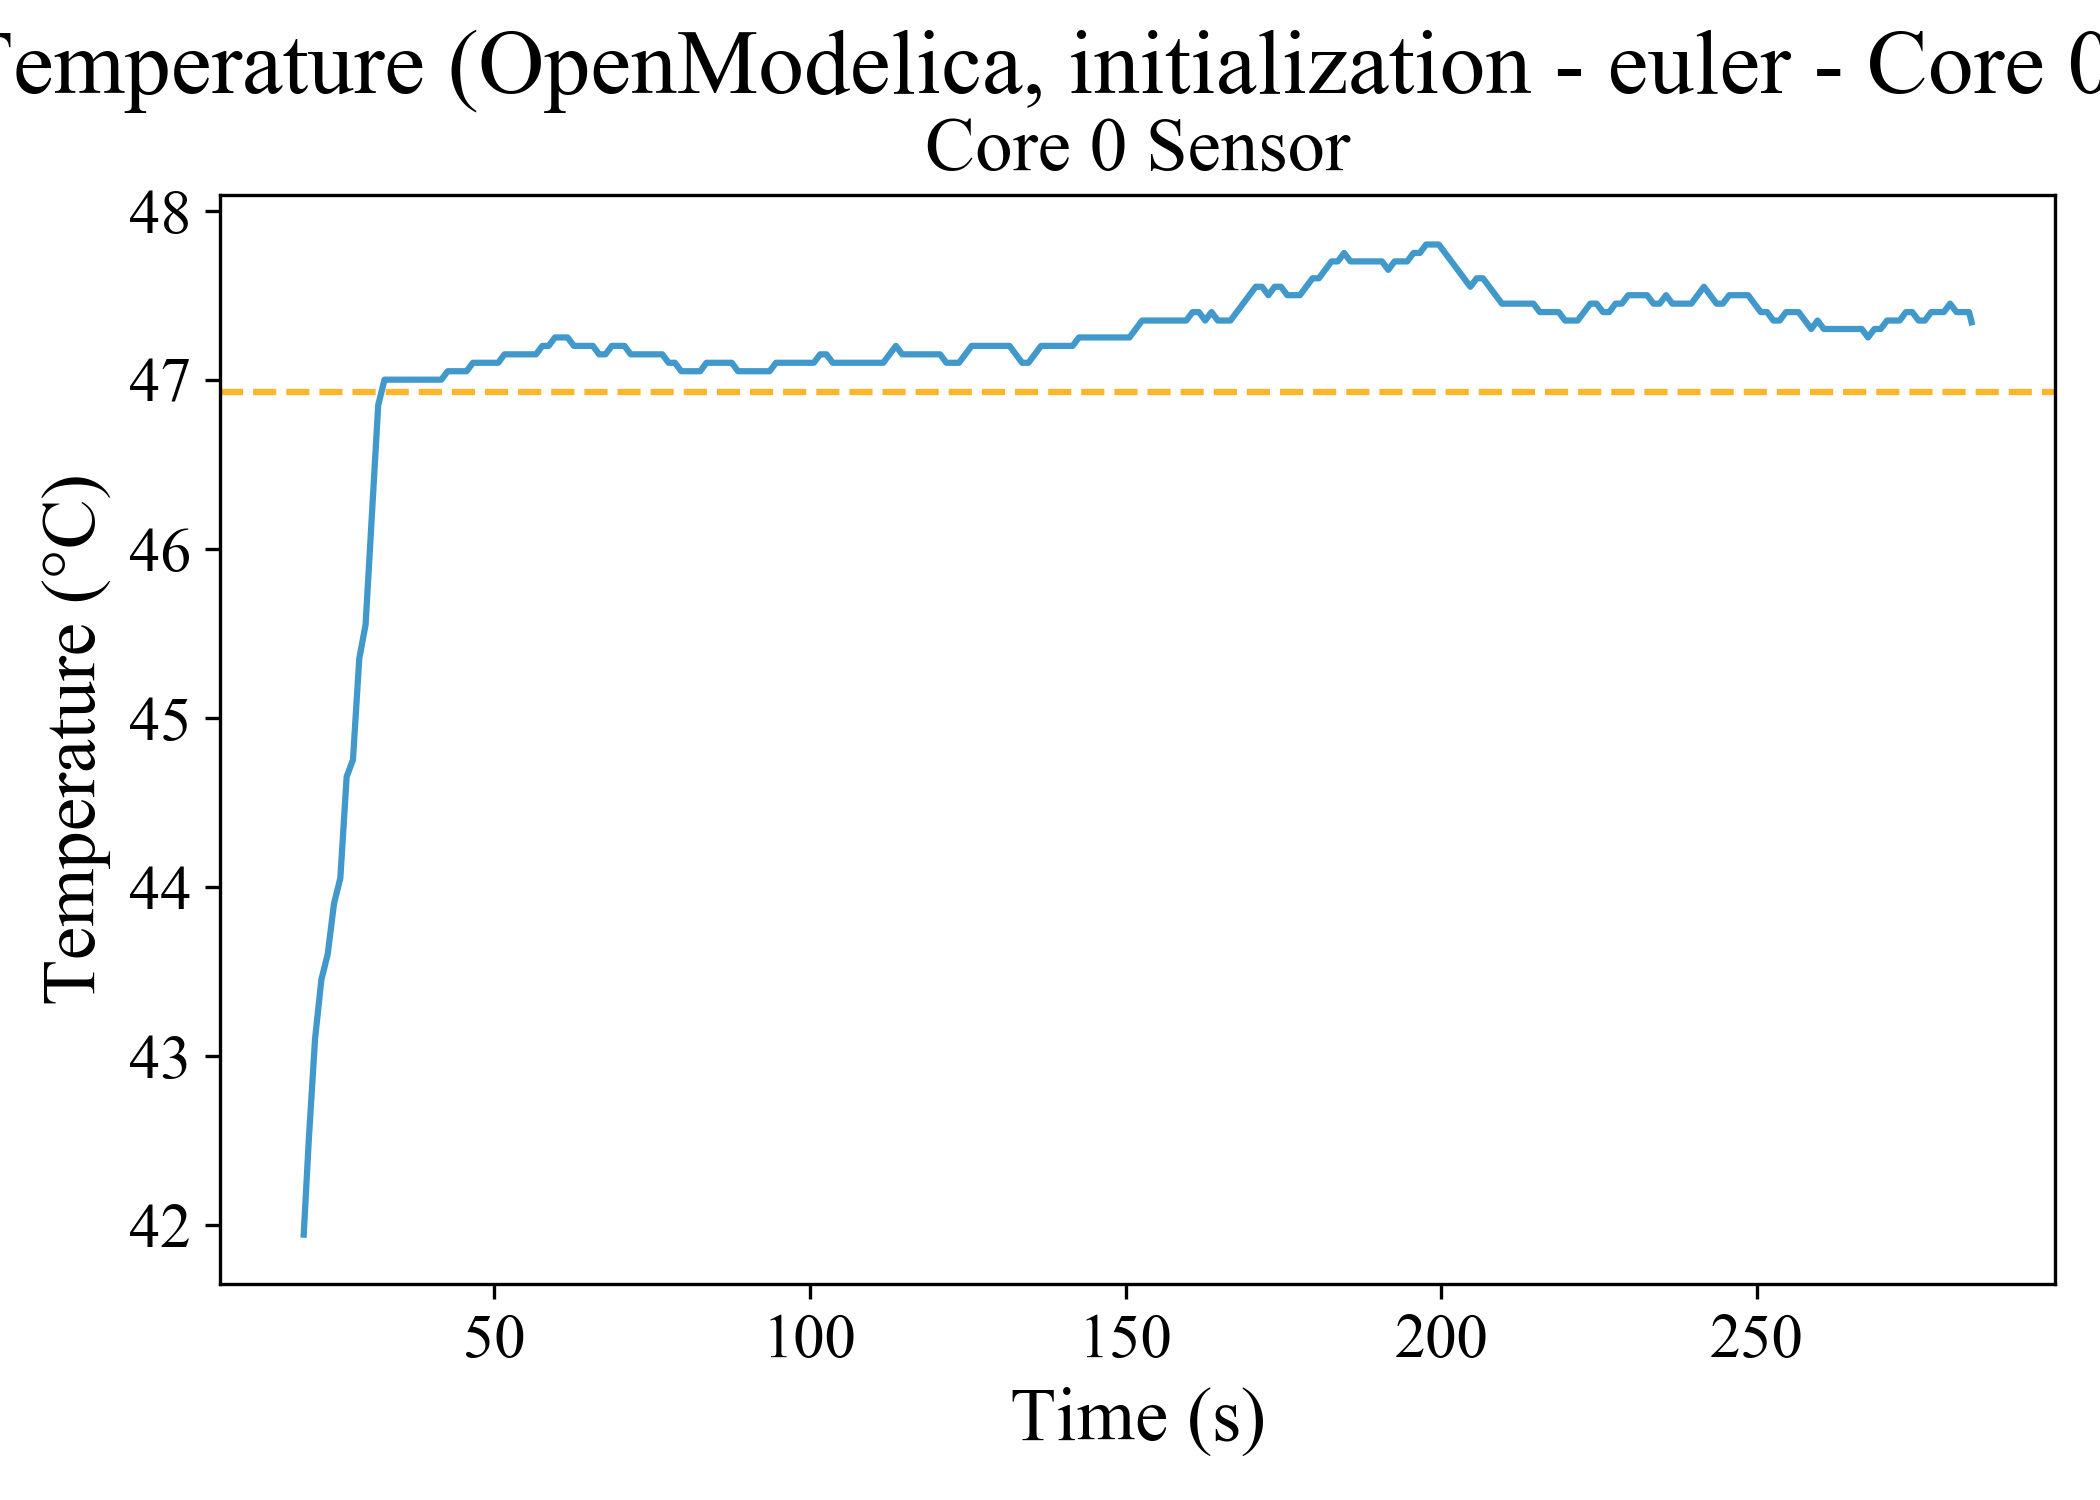 Temperature (OpenModelica, initialization - euler - Core 0
Core 0 Sensor
48
47
46
45
44
43
42
Temperature (°C)
50 100 150 200 250
Time (s)